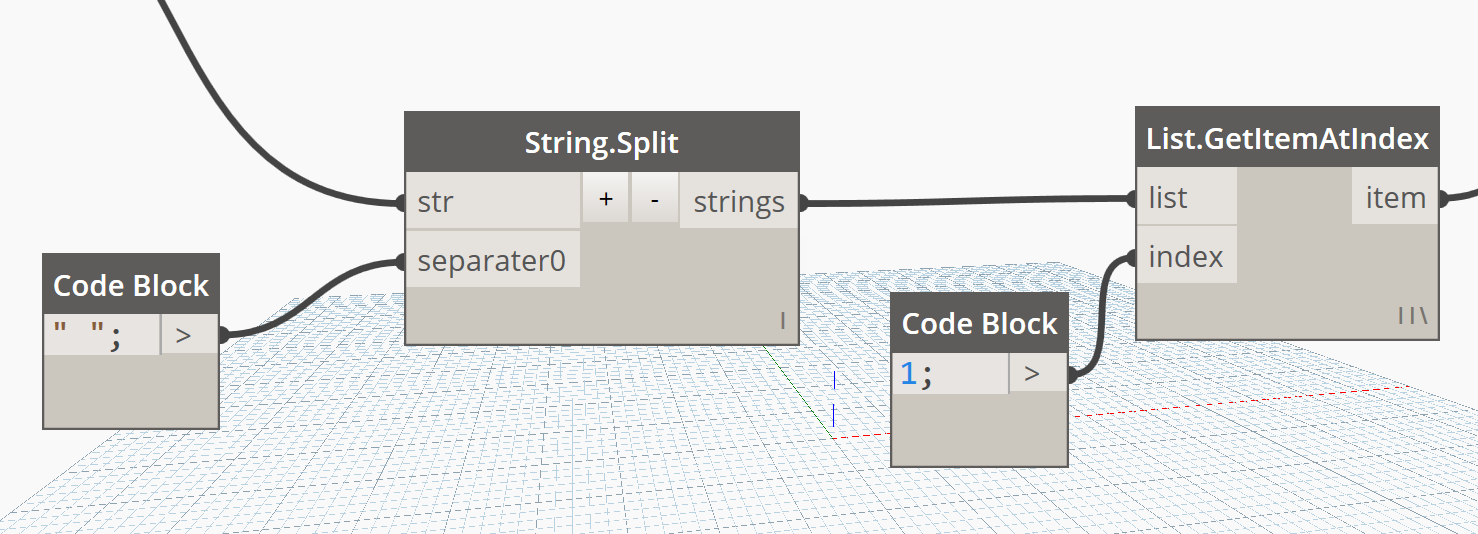 String.Split
str + - strings
separater0
|
Code Block
" "; >
Code Block
1; >
List.GetItemAtIndex
list item
index
||\